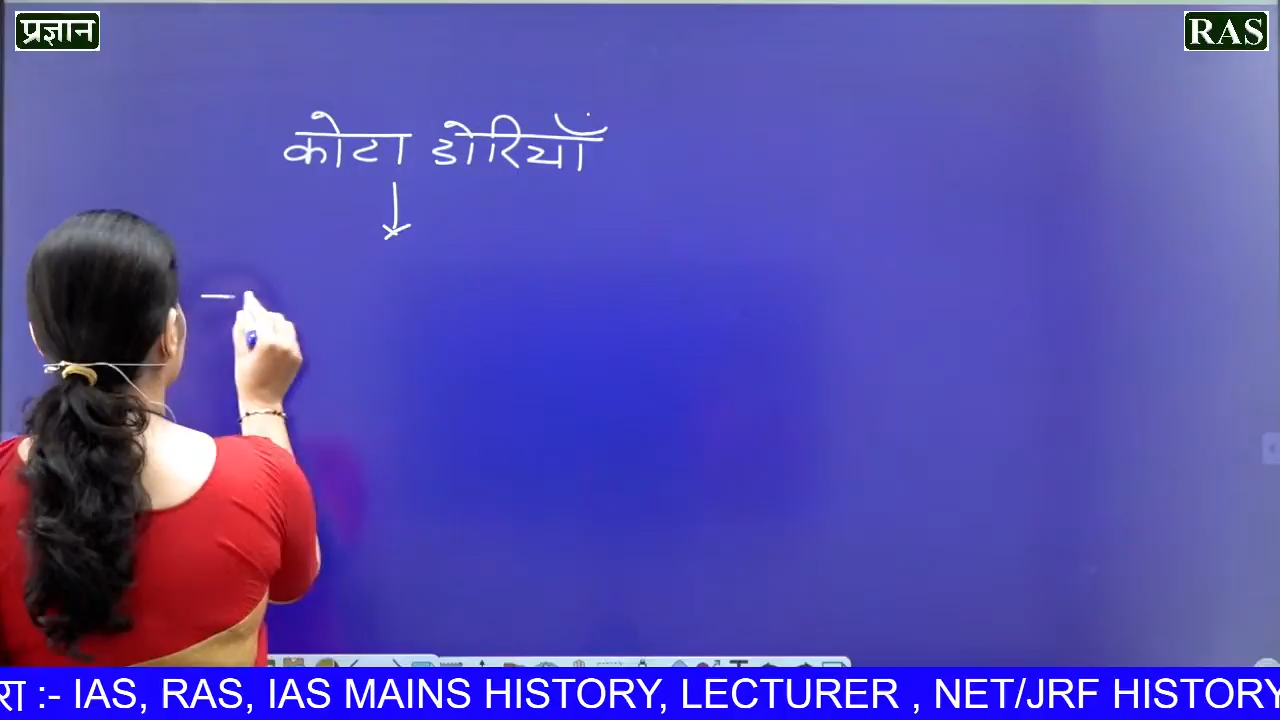 प्रज्ञान
RAS
कोटा डोरियाँ
:- IAS, RAS, IAS MAINS HISTORY, LECTURER , NET/JRF HISTORY